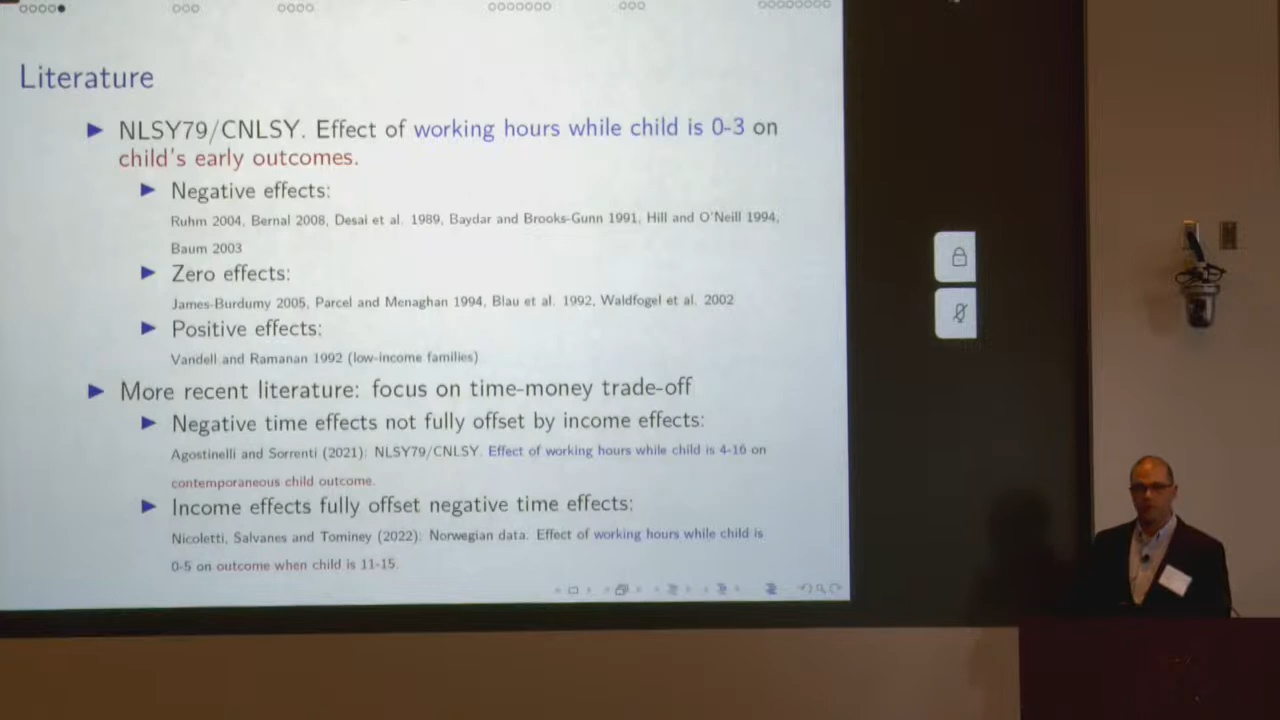 Literature
NLSY79/CNLSY. Effect of working hours while child is 0-3 on
child's early outcomes.
Negative effects:
Ruhm 2004, Bernal 2008, Desai et al. 1989, Baydar and Brooks-Gunn 1991, Hill and O'Neill 1994,
Baum 2003
Zero effects:
James-Burdumy 2005, Parcel and Menaghan 1994, Blau et al. 1992, Waldfogel et al. 2002
Positive effects:
Vandell and Ramanan 1992 (low-income families)
More recent literature: focus on time-money trade-off
Negative time effects not fully offset by income effects:
Agostinelli and Sorrenti (2021): NLSY79/CNLSY. Effect of working hours while child is 4-16 on
contemporaneous child outcome.
Income effects fully offset negative time effects:
Nicoletti, Salvanes and Tominey (2022): Norwegian data. Effect of working hours while child is
0-5 on outcome when child is 11-15.